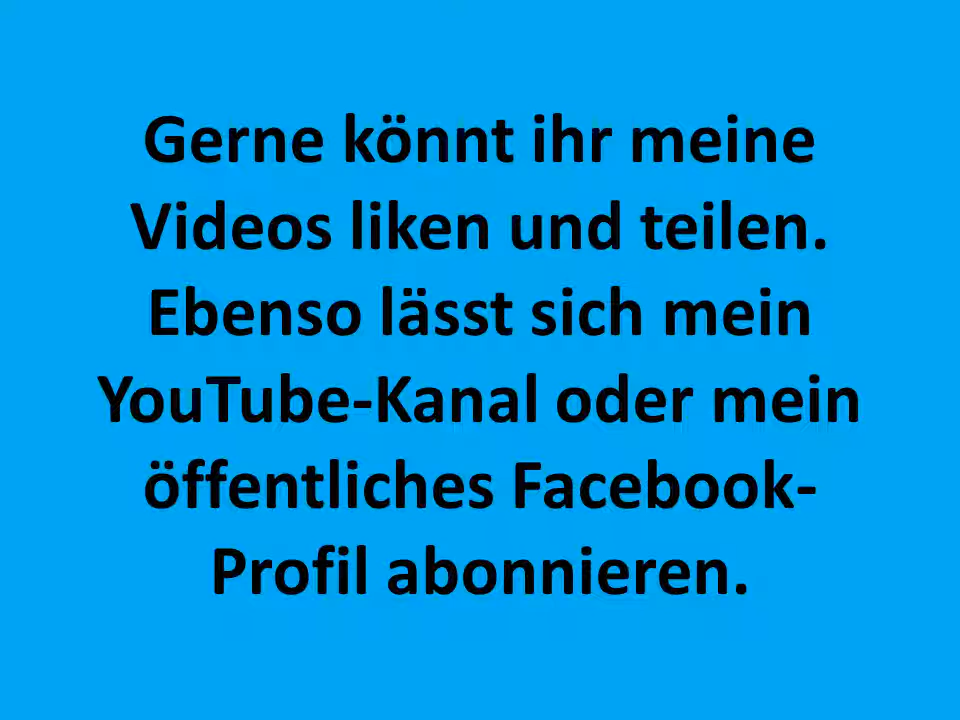 Gerne könnt ihr meine
Videos liken und teilen.
Ebenso lässt sich mein
YouTube-Kanal oder mein
öffentliches Facebook-
Profil abonnieren.